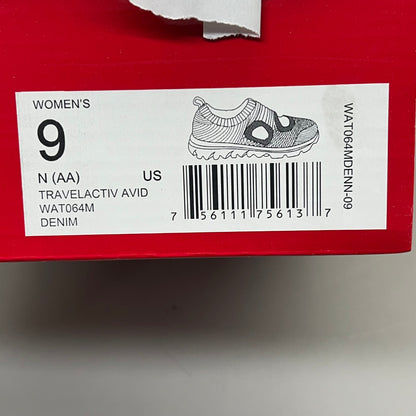 WOMEN'S
9
N (AA) US
TRAVELACTIV AVID
WAT064M
DENIM
7 56111 75613 7
WAT064MDENN-09